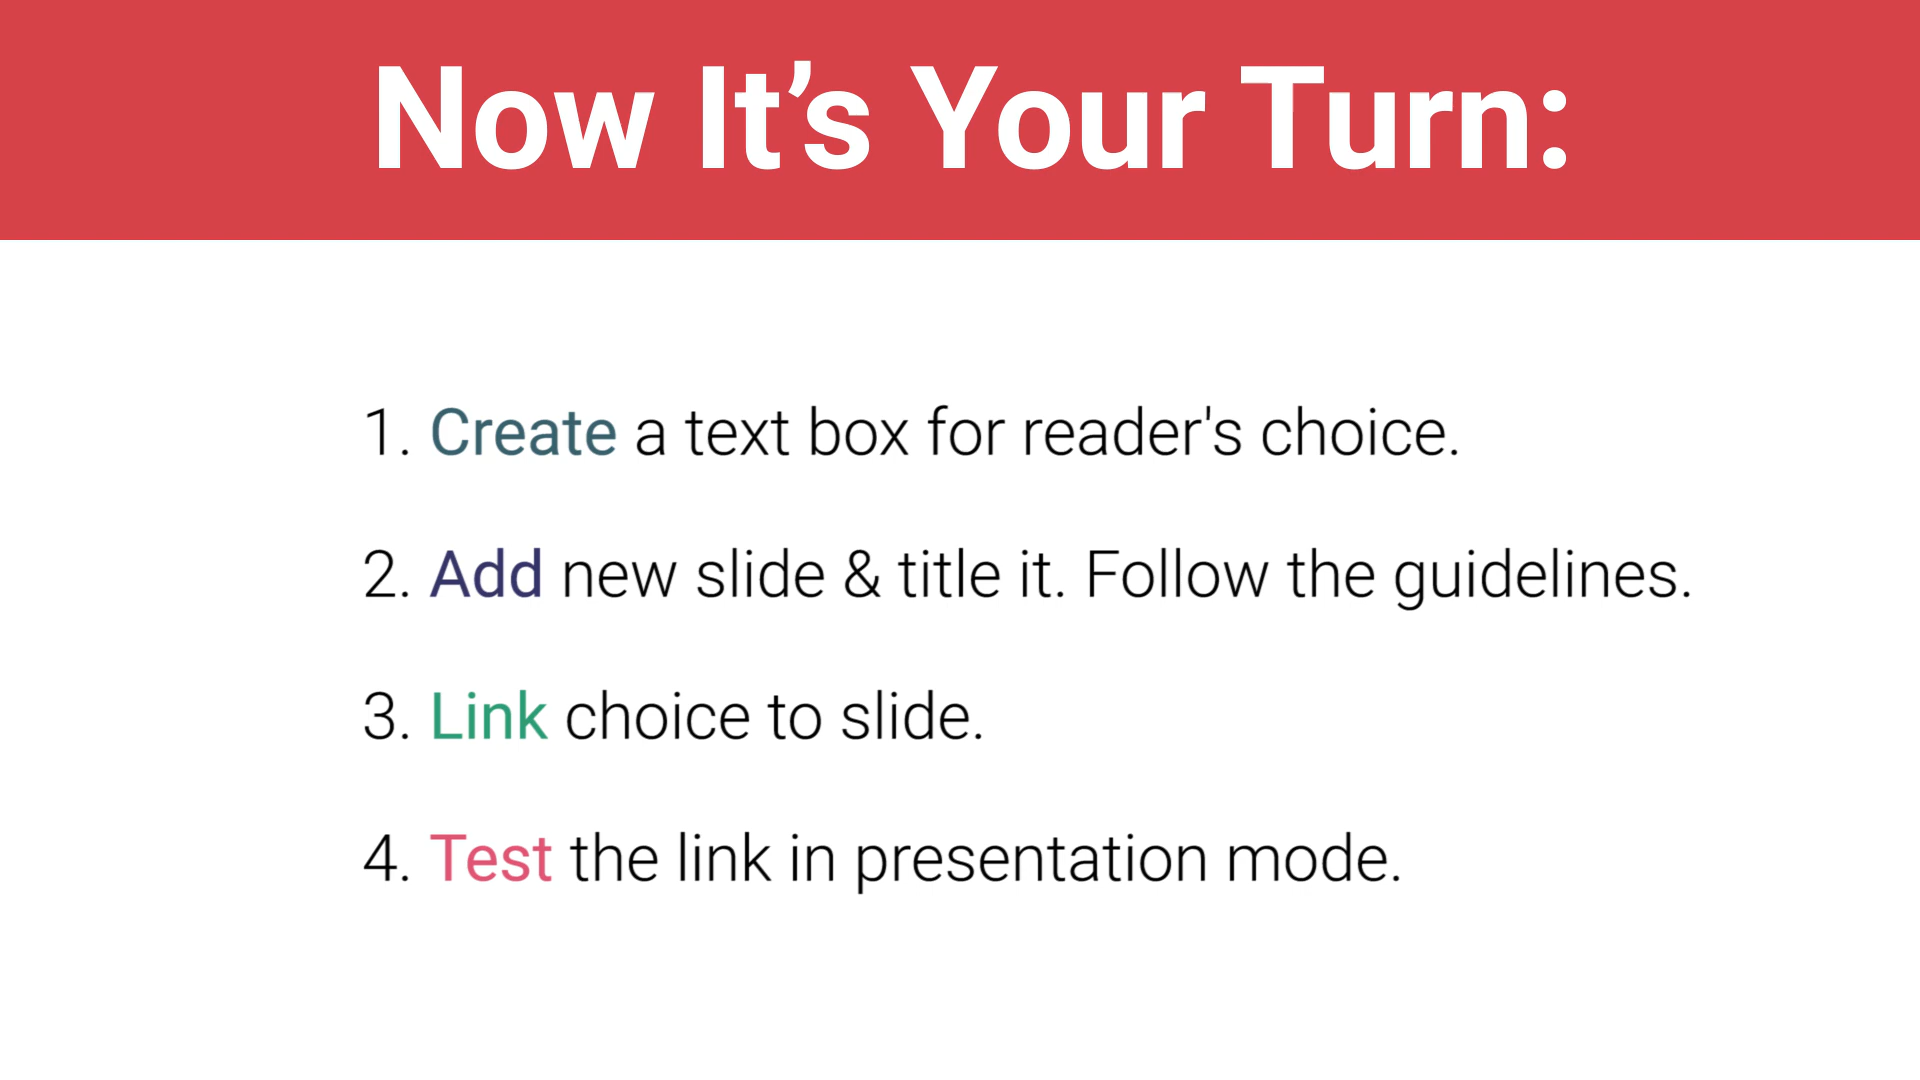 Now It’s Your Turn:
1. Create a text box for reader's choice.
2. Add new slide & title it. Follow the guidelines.
3. Link choice to slide.
4. Test the link in presentation mode.